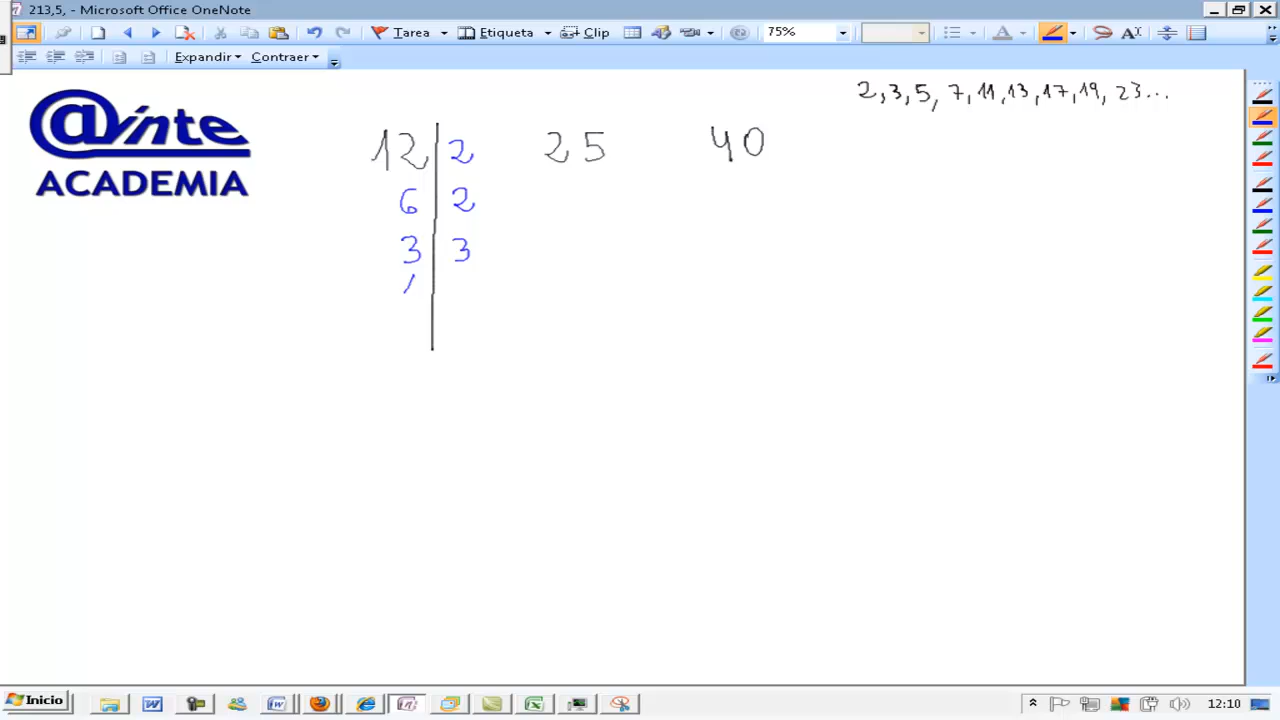 213,5, - Microsoft Office OneNote
Tarea Etiqueta Clip 75%
Expandir Contraer
2,3,5,7,11,13,17,19,23...
@inte
ACADEMIA
12 2 25 40
6 2
3 3
1
Inicio 12:10